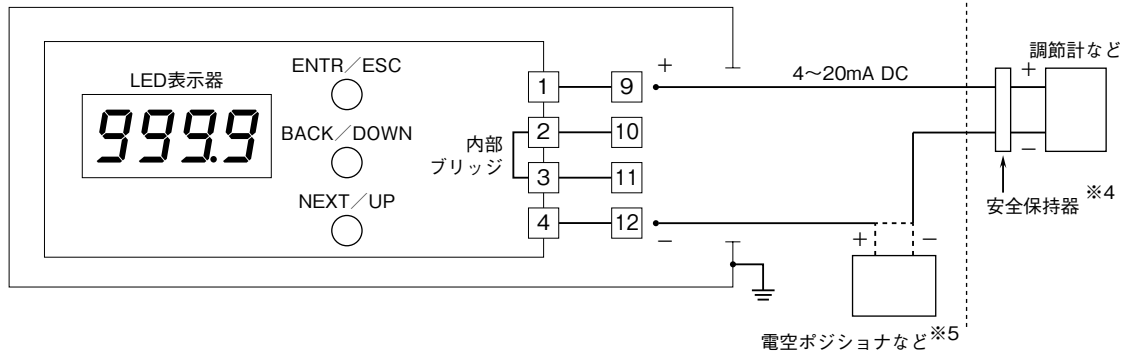 LED表示器
999.9
ENTR／ESC
BACK／DOWN
NEXT／UP
内部
ブリッジ
1
2
3
4
9
10
11
12
+
−
4～20mA DC
+
−
調節計など
安全保持器※4
+
−
電空ポジショナなど※5